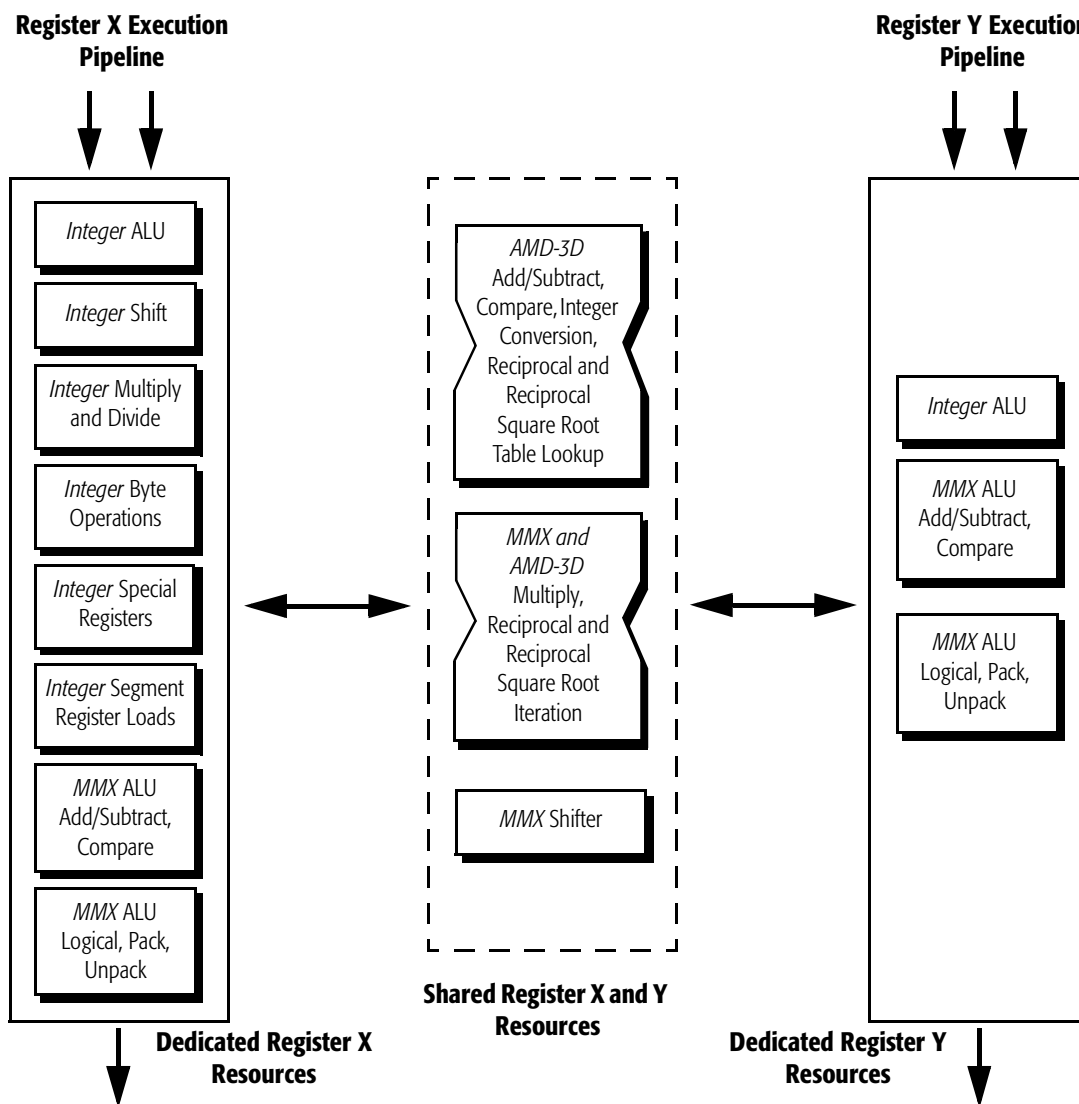 Register X Execution
Pipeline
Register Y Execution
Pipeline
Integer ALU
Integer Shift
Integer Multiply
and Divide
Integer Byte
Operations
Integer Special
Registers
Integer Segment
Register Loads
MMX ALU
Add/Subtract,
Compare
MMX ALU
Logical, Pack,
Unpack
AMD-3D
Add/Subtract,
Compare, Integer
Conversion,
Reciprocal and
Reciprocal
Square Root
Table Lookup
MMX and
AMD-3D
Multiply,
Reciprocal and
Reciprocal
Square Root
Iteration
MMX Shifter
Integer ALU
MMX ALU
Add/Subtract,
Compare
MMX ALU
Logical, Pack,
Unpack
Shared Register X and Y
Resources
Dedicated Register X
Resources
Dedicated Register Y
Resources